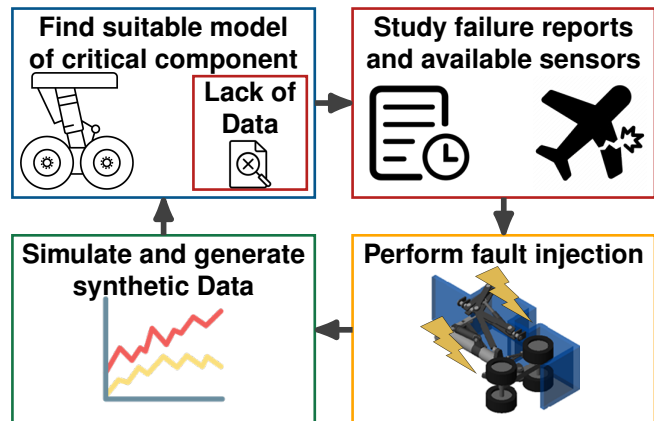 Find suitable model
of critical component
Lack of
Data
Study failure reports
and available sensors
Simulate and generate
synthetic Data
Perform fault injection